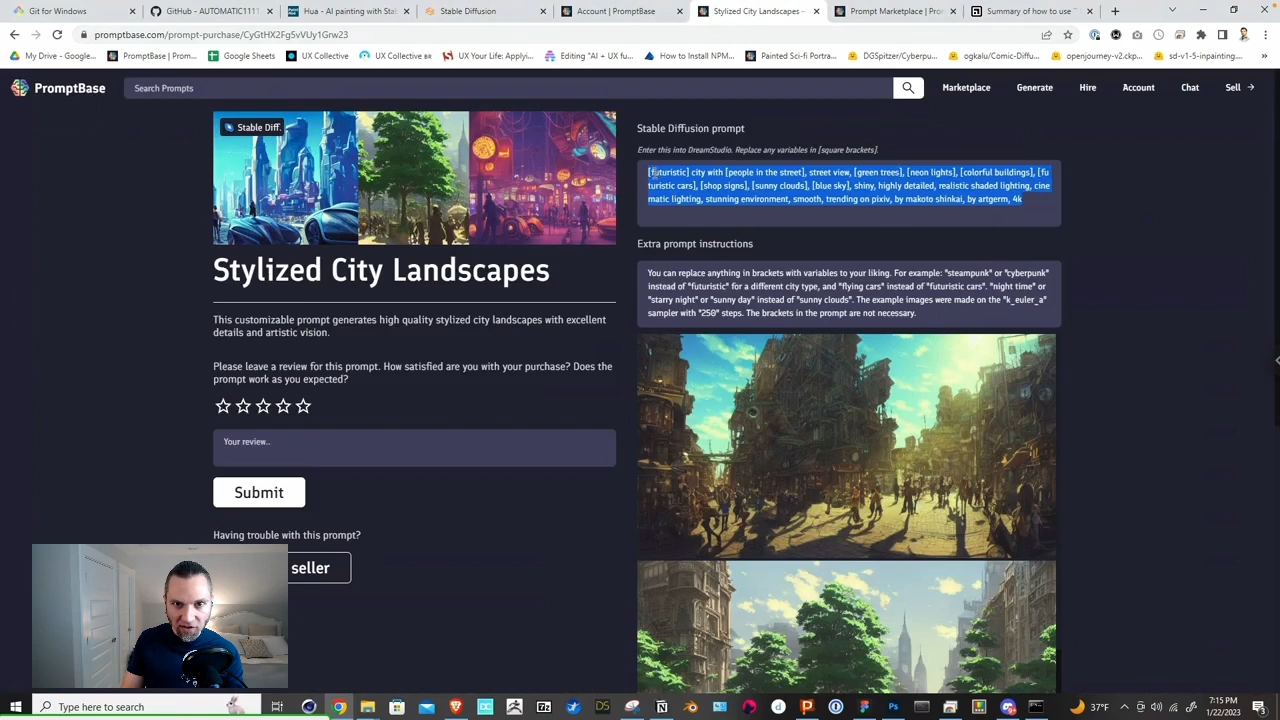 Git for Windows
GitHub - AUTOMATIC1111
Hua - AI painting with Stab
Stable Diffusion
Account | PromptBase
Stylized City Landscapes -
Prompt Marketplace | Prom
Summary of how to use
promptbase.com/prompt-purchase/CyGtHX2Fg5vVUy1Grw23
My Drive - Google...
PromptBase | Prom...
Google Sheets
UX Collective
UX Collective BR
UX Your Life: Applyi...
Editing "AI + UX fu...
How to Install NPM...
Painted Sci-fi Portra...
DGSpitzer/Cyberpu...
ogkalu/Comic-Diffu...
openjourney-v2.ckp...
sd-v1-5-inpainting....
PromptBase
Search Prompts
Marketplace
Generate
Hire
Account
Chat
Sell
Stable Diff.
Stylized City Landscapes
This customizable prompt generates high quality stylized city landscapes with excellent
details and artistic vision.
Please leave a review for this prompt. How satisfied are you with your purchase? Does the
prompt work as you expected?
Your review..
Submit
Having trouble with this prompt?
seller
Stable Diffusion prompt
Enter this into DreamStudio. Replace any variables in [square brackets].
[futuristic] city with [people in the street], street view, [green trees], [neon lights], [colorful buildings], [fu
turistic cars], [shop signs], [sunny clouds], [blue sky], shiny, highly detailed, realistic shaded lighting, cine
matic lighting, stunning environment, smooth, trending on pixiv, by makoto shinkai, by artgerm, 4k
Extra prompt instructions
You can replace anything in brackets with variables to your liking. For example: "steampunk" or "cyberpunk"
instead of "futuristic" for a different city type, and "flying cars" instead of "futuristic cars". "night time" or
"starry night" or "sunny day" instead of "sunny clouds". The example images were made on the "k_euler_a"
sampler with "250" steps. The brackets in the prompt are not necessary.
Type here to search
37°F
7:15 PM
1/22/2023